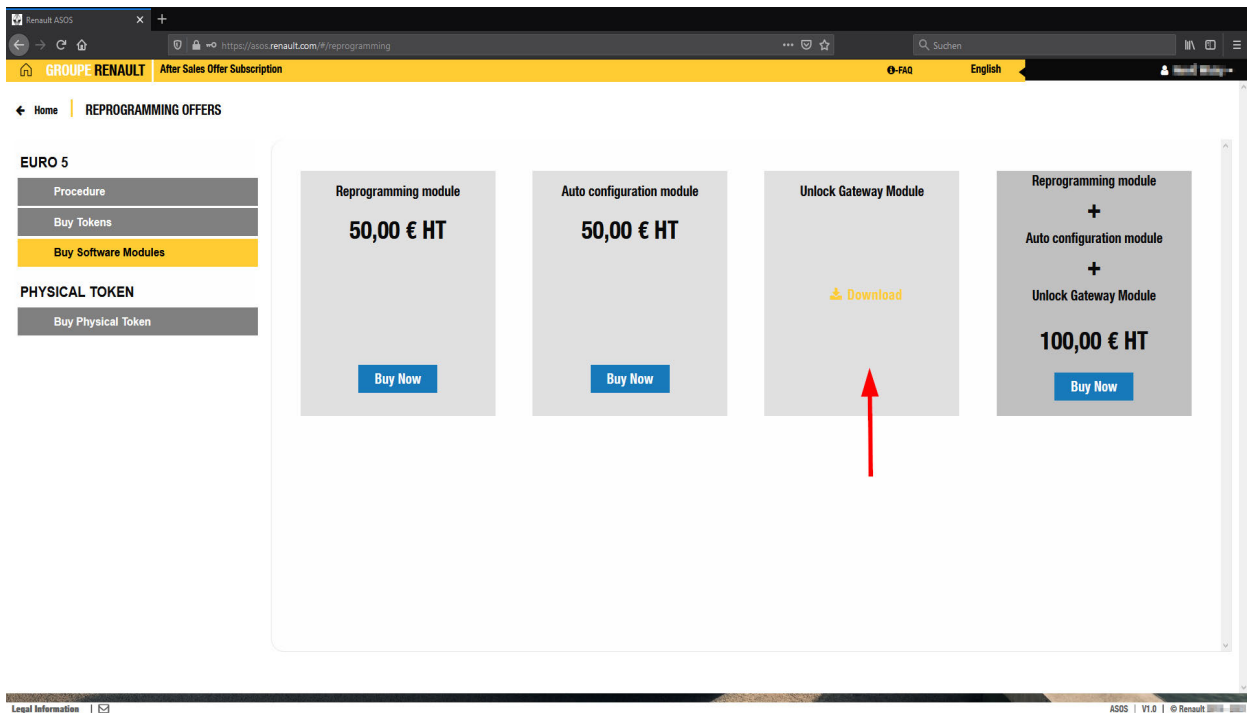 Renault ASOS
https://asos.renault.com/#/reprogramming
Suchen
GROUPE RENAULT After Sales Offer Subscription
FAQ
English
Home
REPROGRAMMING OFFERS
EURO 5
Procedure
Buy Tokens
Buy Software Modules
PHYSICAL TOKEN
Buy Physical Token
Reprogramming module
50,00 € HT
Buy Now
Auto configuration module
50,00 € HT
Buy Now
Unlock Gateway Module
Download
Reprogramming module
+
Auto configuration module
+
Unlock Gateway Module
100,00 € HT
Buy Now
Legal Information |
ASOS | V1.0 | © Renault